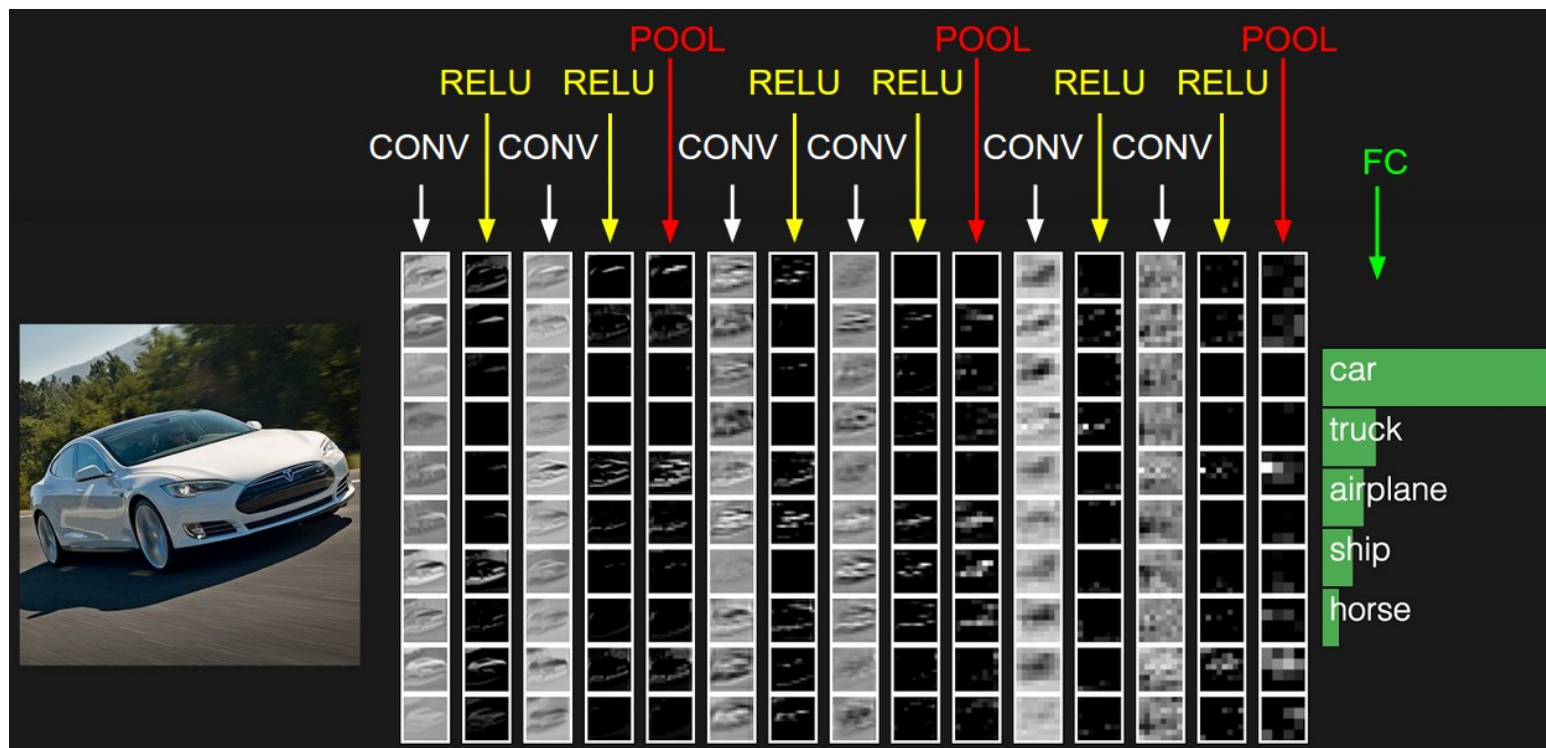 POOL POOL POOL
RELU RELU RELU RELU RELU RELU
CONV CONV CONV CONV CONV CONV
FC
car
truck
airplane
ship
horse